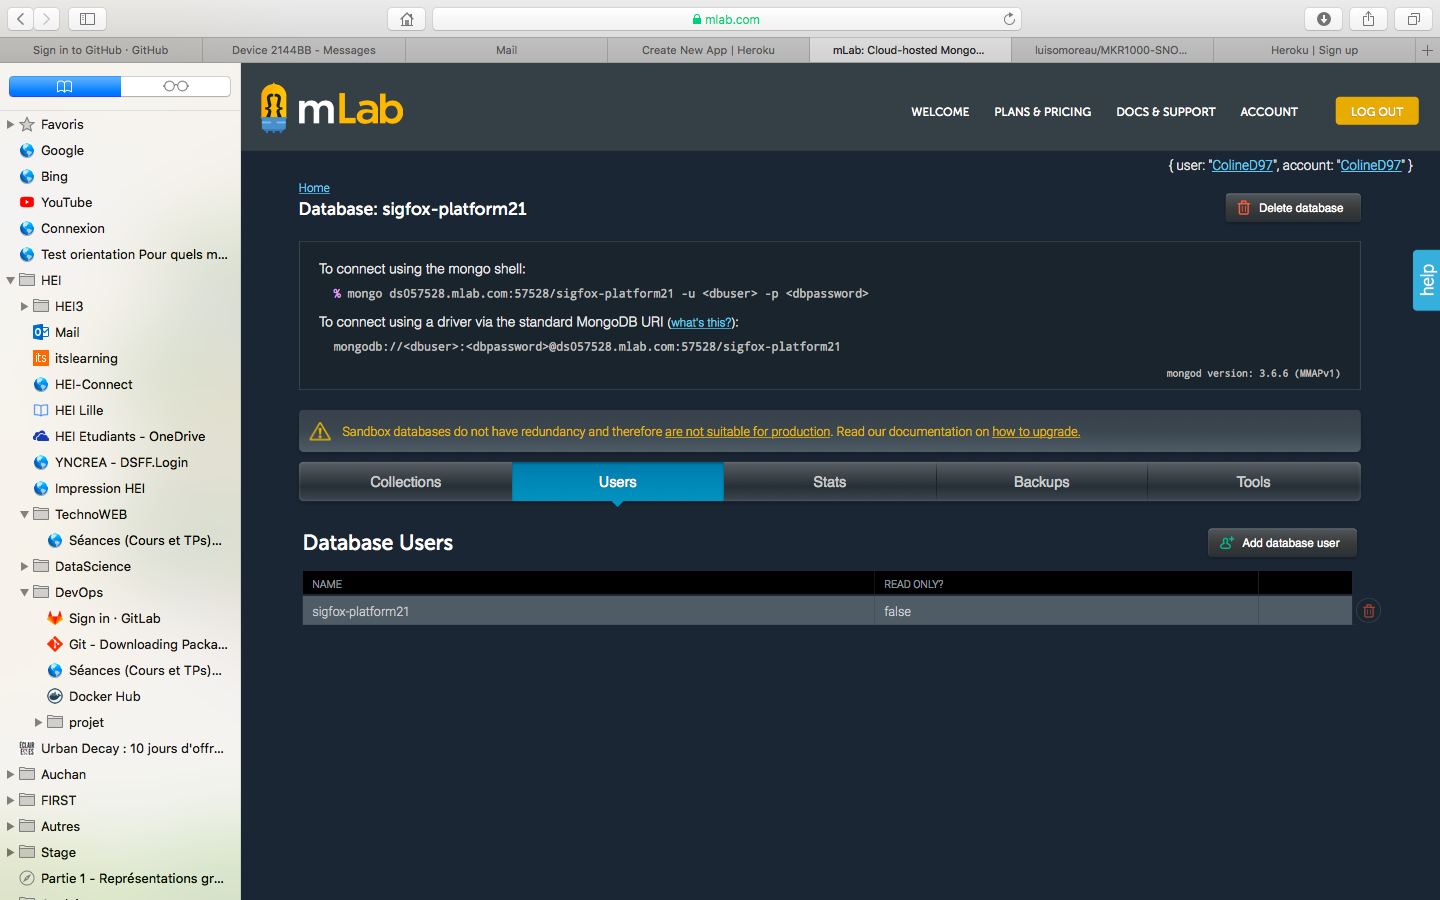 mlab.com
Sign in to GitHub · GitHub
Device 2144BB - Messages
Mail
Create New App | Heroku
mLab: Cloud-hosted Mongo...
luisomoreau/MKR1000-SNO...
Heroku | Sign up
Favoris
Google
Bing
YouTube
Connexion
Test orientation Pour quels m...
HEI
HEI3
Mail
its itslearning
HEI-Connect
HEI Lille
HEI Etudiants - OneDrive
YNCREA - DSFF.Login
Impression HEI
TechnoWEB
Séances (Cours et TPs)...
DataScience
DevOps
Sign in · GitLab
Git - Downloading Packa...
Séances (Cours et TPs)...
Docker Hub
projet
Urban Decay : 10 jours d'offr...
Auchan
FIRST
Autres
Stage
Partie 1 - Représentations gr...
mLab
WELCOME
PLANS & PRICING
DOCS & SUPPORT
ACCOUNT
LOG OUT
{ user: "ColineD97", account: "ColineD97" }
Home
Database: sigfox-platform21
Delete database
help
To connect using the mongo shell:
% mongo ds057528.mlab.com:57528/sigfox-platform21 -u <dbuser> -p <dbpassword>
To connect using a driver via the standard MongoDB URI (what's this?):
mongodb://<dbuser>:<dbpassword>@ds057528.mlab.com:57528/sigfox-platform21
mongod version: 3.6.6 (MMAPv1)
Sandbox databases do not have redundancy and therefore are not suitable for production. Read our documentation on how to upgrade.
Collections
Users
Stats
Backups
Tools
Database Users
Add database user
NAME
READ ONLY?
sigfox-platform21
false